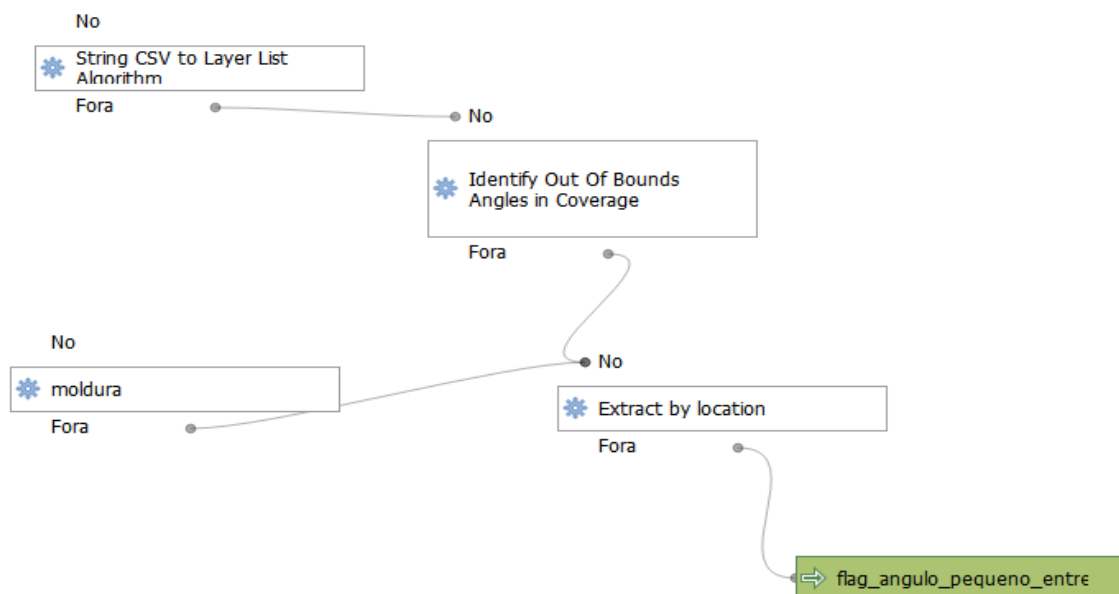 No
String CSV to Layer List
Algorithm
Fora
No
Identify Out Of Bounds
Angles in Coverage
Fora
No
moldura
Fora
No
Extract by location
Fora
flag_angulo_pequeno_entre